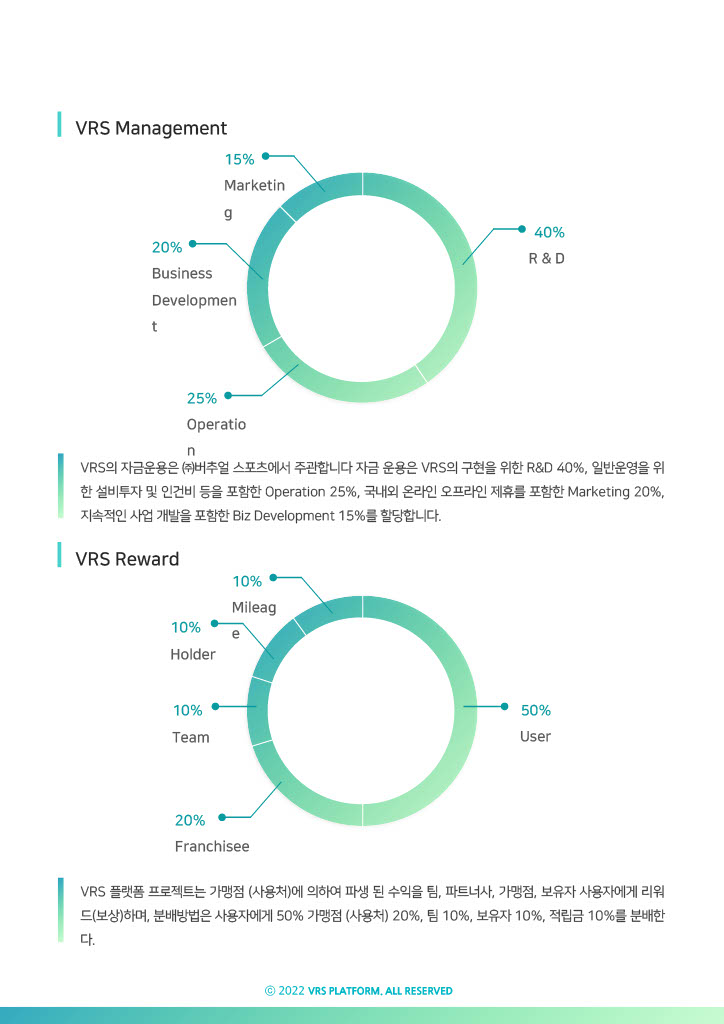 VRS Management
15%
Marketin
g
40%
R & D
20%
Business
Developmen
t
25%
Operatio
n
VRS의 자금운용은 ㈜버추얼 스포츠에서 주관합니다 자금 운용은 VRS의 구현을 위한 R&D 40%, 일반운영을 위
한 설비투자 및 인건비 등을 포함한 Operation 25%, 국내외 온라인 오프라인 제휴를 포함한 Marketing 20%,
지속적인 사업 개발을 포함한 Biz Development 15%를 할당합니다.
VRS Reward
10%
Mileag
e
10%
Holder
10%
Team
50%
User
20%
Franchisee
VRS 플랫폼 프로젝트는 가맹점 (사용처)에 의하여 파생 된 수익을 팀, 파트너사, 가맹점, 보유자 사용자에게 리워
드(보상)하며, 분배방법은 사용자에게 50% 가맹점 (사용처) 20%, 팀 10%, 보유자 10%, 적립금 10%를 분배한
다.
ⓒ 2022 VRS PLATFORM. ALL RESERVED